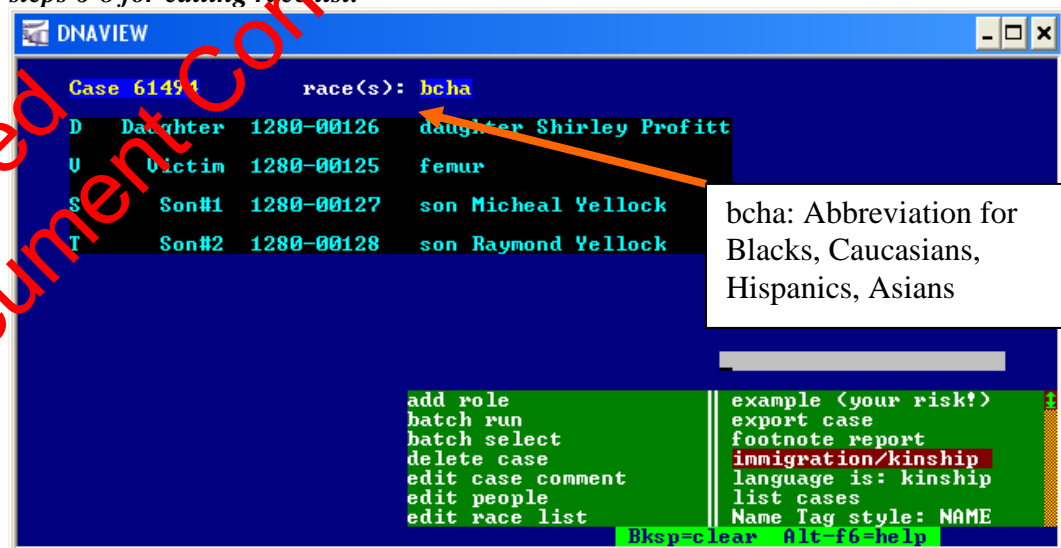 DNAVIEW
Case 61494 race(s): bcha
D Daughter 1280-00126 daughter Shirley Profitt
V Victim 1280-00125 femur
S Son#1 1280-00127 son Micheal Yellock
T Son#2 1280-00128 son Raymond Yellock
bcha: Abbreviation for
Blacks, Caucasians,
Hispanics, Asians
add role
batch run
batch select
delete case
edit case comment
edit people
edit race list
example (your risk!)
export case
footnote report
immigration/kinship
language is: kinship
list cases
Name Tag style: NAME
Bksp=clear Alt-f6=help